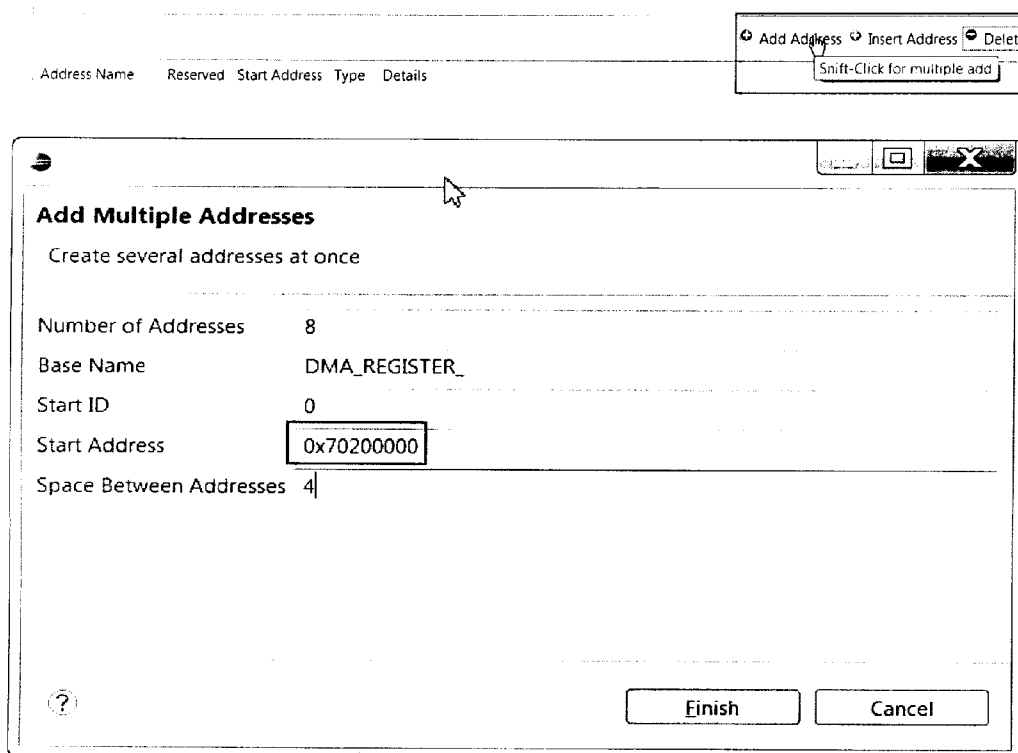 Add Address Insert Address Delet
Snift-Click for multiple add
Address Name Reserved Start Address Type Details
Add Multiple Addresses
Create several addresses at once
Number of Addresses 8
Base Name DMA_REGISTER_
Start ID 0
Start Address 0x70200000
Space Between Addresses 4
? Finish Cancel